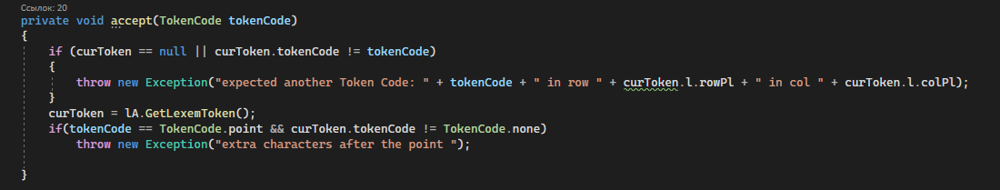 Ссылок: 20
private void accept(TokenCode tokenCode)
{
if (curToken == null || curToken.tokenCode != tokenCode)
{
throw new Exception("expected another Token Code: " + tokenCode + " in row " + curToken.l.rowPl + " in col " + curToken.l.colPl);
}
curToken = lA.GetLexemToken();
if(tokenCode == TokenCode.point && curToken.tokenCode != TokenCode.none)
throw new Exception("extra characters after the point ");
}